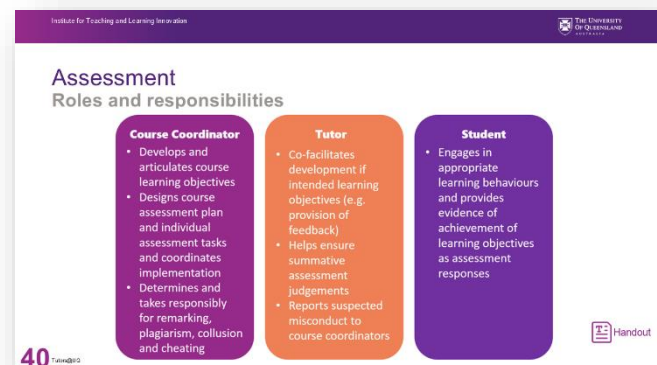 Institute for Teaching and Learning Innovation
THE UNIVERSITY
OF QUEENSLAND
AUSTRALIA
Assessment
Roles and responsibilities
Course Coordinator
• Develops and
articulates course
learning objectives
• Designs course
assessment plan
and individual
assessment tasks
and coordinates
implementation
• Determines and
takes responsibly
for remarking,
plagiarism, collusion
and cheating
Tutor
• Co-facilitates
development if
intended learning
objectives (e.g.
provision of
feedback)
• Helps ensure
summative
assessment
judgements
• Reports suspected
misconduct to
course coordinators
Student
• Engages in
appropriate
learning behaviours
and provides
evidence of
achievement of
learning objectives
as assessment
responses
Handout
40 Tutors@UQ